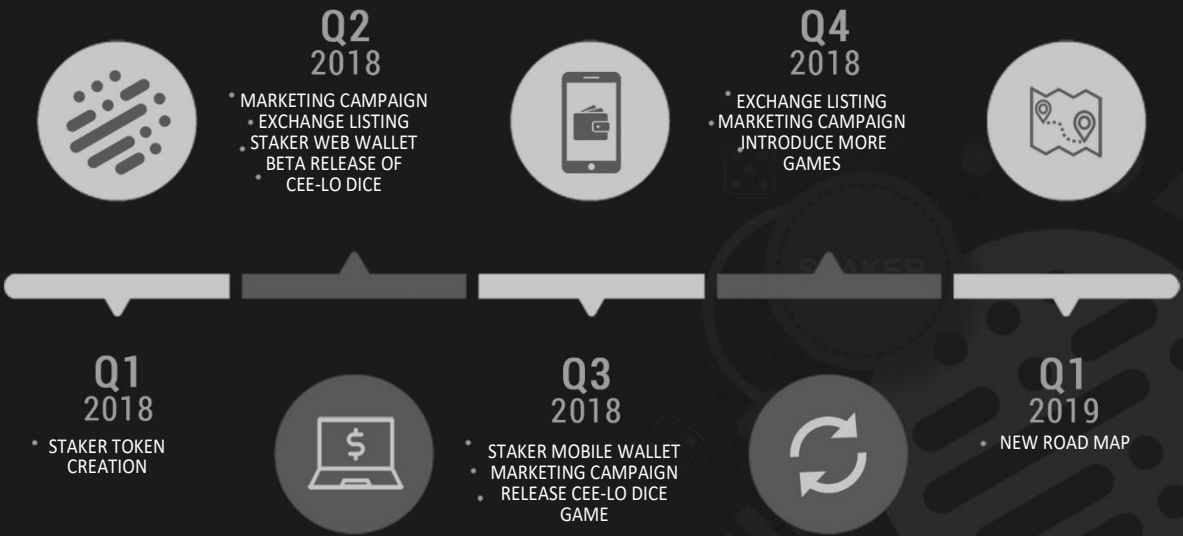 Q2
2018
• MARKETING CAMPAIGN
• EXCHANGE LISTING
• STAKER WEB WALLET
BETA RELEASE OF
• CEE-LO DICE
Q4
2018
• EXCHANGE LISTING
• MARKETING CAMPAIGN
• INTRODUCE MORE
GAMES
STAKER
Q1
2018
• STAKER TOKEN
CREATION
Q3
2018
• STAKER MOBILE WALLET
• MARKETING CAMPAIGN
• RELEASE CEE-LO DICE
GAME
Q1
2019
• NEW ROAD MAP
$